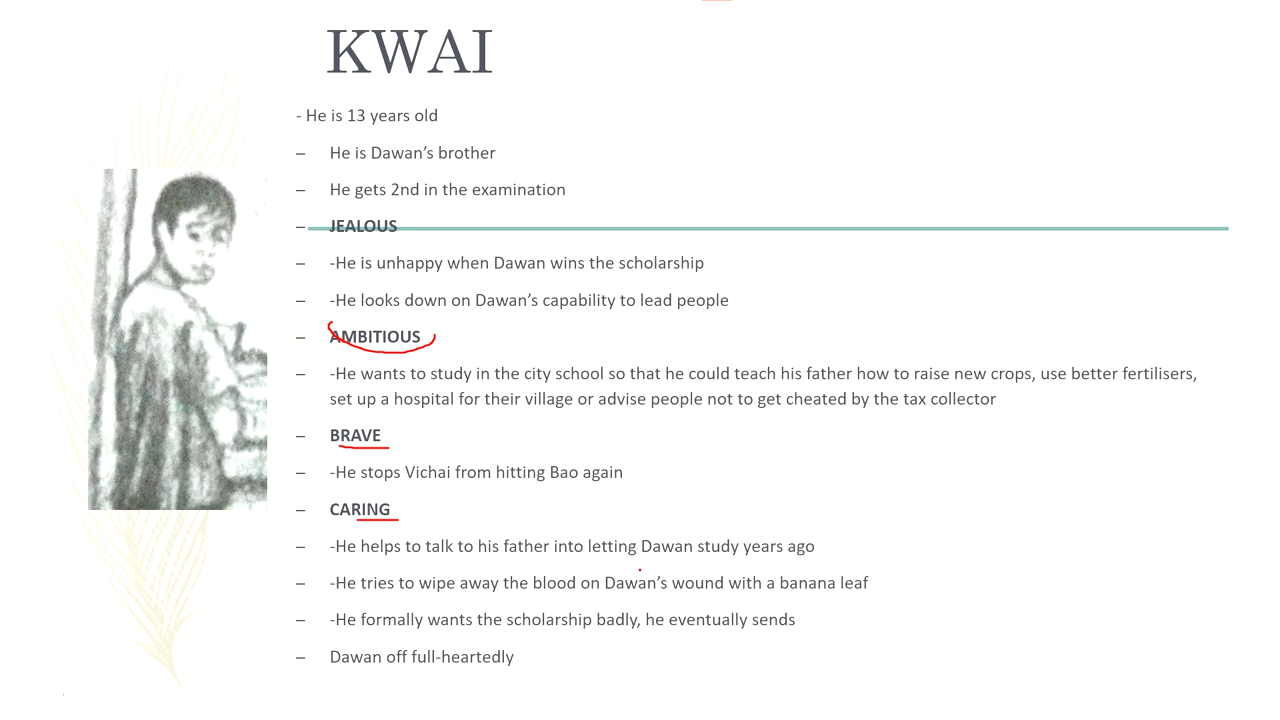 KWAI
- He is 13 years old
– He is Dawan’s brother
– He gets 2nd in the examination
– JEALOUS
– -He is unhappy when Dawan wins the scholarship
– -He looks down on Dawan’s capability to lead people
– AMBITIOUS
– -He wants to study in the city school so that he could teach his father how to raise new crops, use better fertilisers,
set up a hospital for their village or advise people not to get cheated by the tax collector
– BRAVE
– -He stops Vichai from hitting Bao again
– CARING
– -He helps to talk to his father into letting Dawan study years ago
– -He tries to wipe away the blood on Dawan’s wound with a banana leaf
– -He formally wants the scholarship badly, he eventually sends
– Dawan off full-heartedly